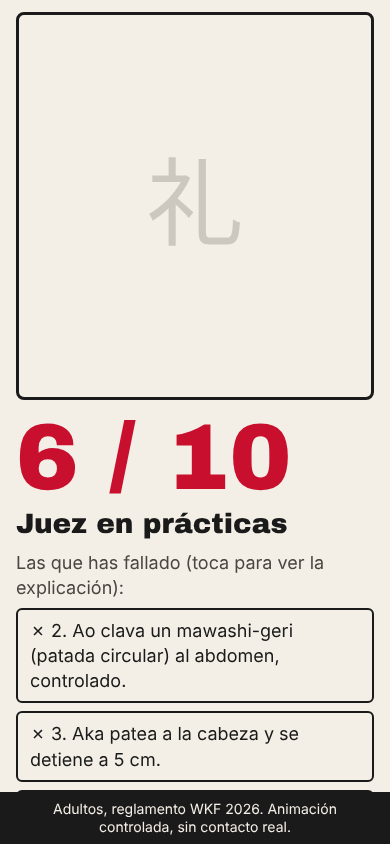 礼
6 / 10
Juez en prácticas
Las que has fallado (toca para ver la
explicación):
× 2. Ao clava un mawashi-geri
(patada circular) al abdomen,
controlado.
× 3. Aka patea a la cabeza y se
detiene a 5 cm.
Adultos, reglamento WKF 2026. Animación
controlada, sin contacto real.